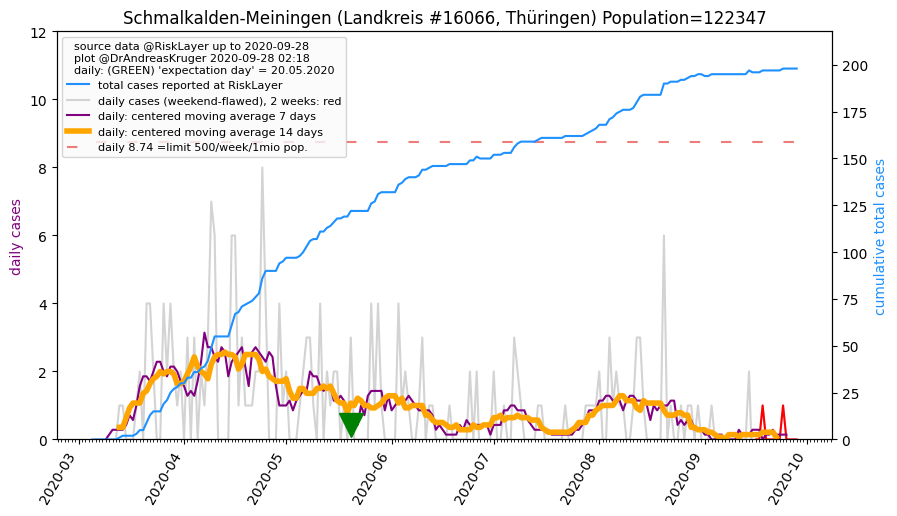 Schmalkalden-Meiningen (Landkreis #16066, Thüringen) Population=122347
source data @RiskLayer up to 2020-09-28
plot @DrAndreasKruger 2020-09-28 02:18
daily: (GREEN) 'expectation day' = 20.05.2020
total cases reported at RiskLayer
daily cases (weekend-flawed), 2 weeks: red
daily: centered moving average 7 days
daily: centered moving average 14 days
daily 8.74 =limit 500/week/1mio pop.
daily cases
12
10
8
6
4
2
0
cumulative total cases
200
175
150
125
100
75
50
25
0
2020-03
2020-04
2020-05
2020-06
2020-07
2020-08
2020-09
2020-10